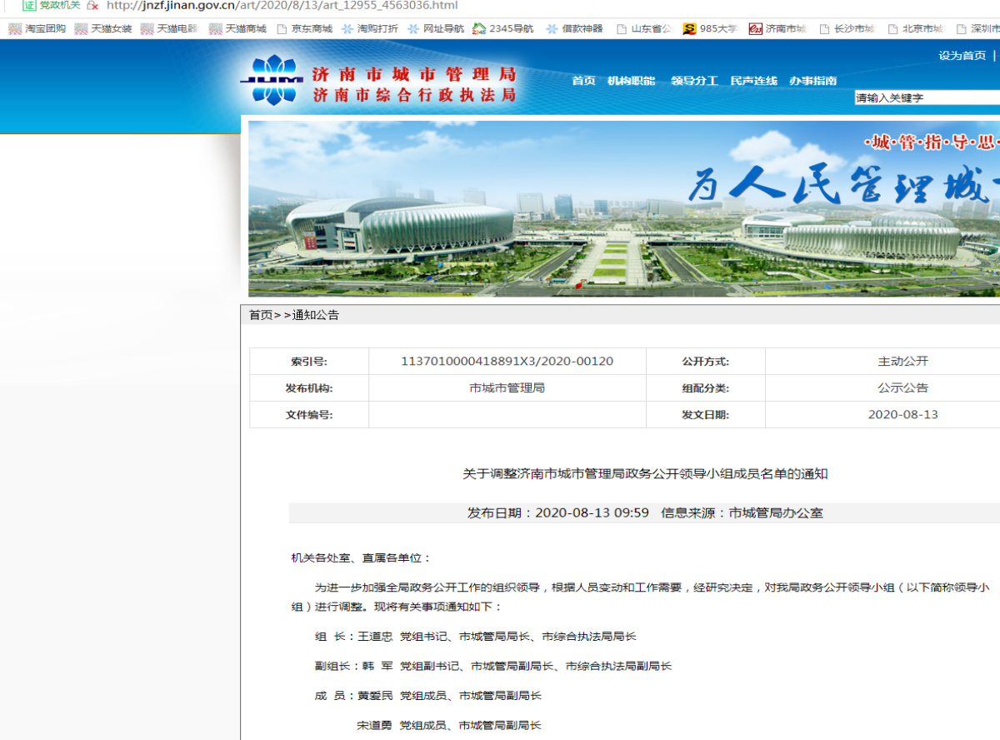 证 党政机关 http://jnzf.jinan.gov.cn/art/2020/8/13/art_12955_4563036.html
淘宝团购 天猫女装 天猫电器 天猫商城 京东商城 淘购打折 网址导航 2345导航 借款神器 山东省公 985大学 济南市城 长沙市城 北京市城 深圳市
设为首页 |
JUM 济南市城市管理局
济南市综合行政执法局
首页 机构职能 领导分工 民声连线 办事指南
请输入关键字
·城·管·指·导·思·
为人民管理城
首页>>通知公告
索引号: 1137010000418891X3/2020-00120 公开方式: 主动公开
发布机构: 市城市管理局 组配分类: 公示公告
文件编号: 发文日期: 2020-08-13
关于调整济南市城市管理局政务公开领导小组成员名单的通知
发布日期：2020-08-13 09:59 信息来源：市城管局办公室
机关各处室、直属各单位：
为进一步加强全局政务公开工作的组织领导，根据人员变动和工作需要，经研究决定，对我局政务公开领导小组（以下简称领导小
组）进行调整。现将有关事项通知如下：
组 长：王道忠 党组书记、市城管局局长、市综合执法局局长
副组长：韩 军 党组副书记、市城管局副局长、市综合执法局副局长
成 员：黄爱民 党组成员、市城管局副局长
宋道勇 党组成员、市城管局副局长